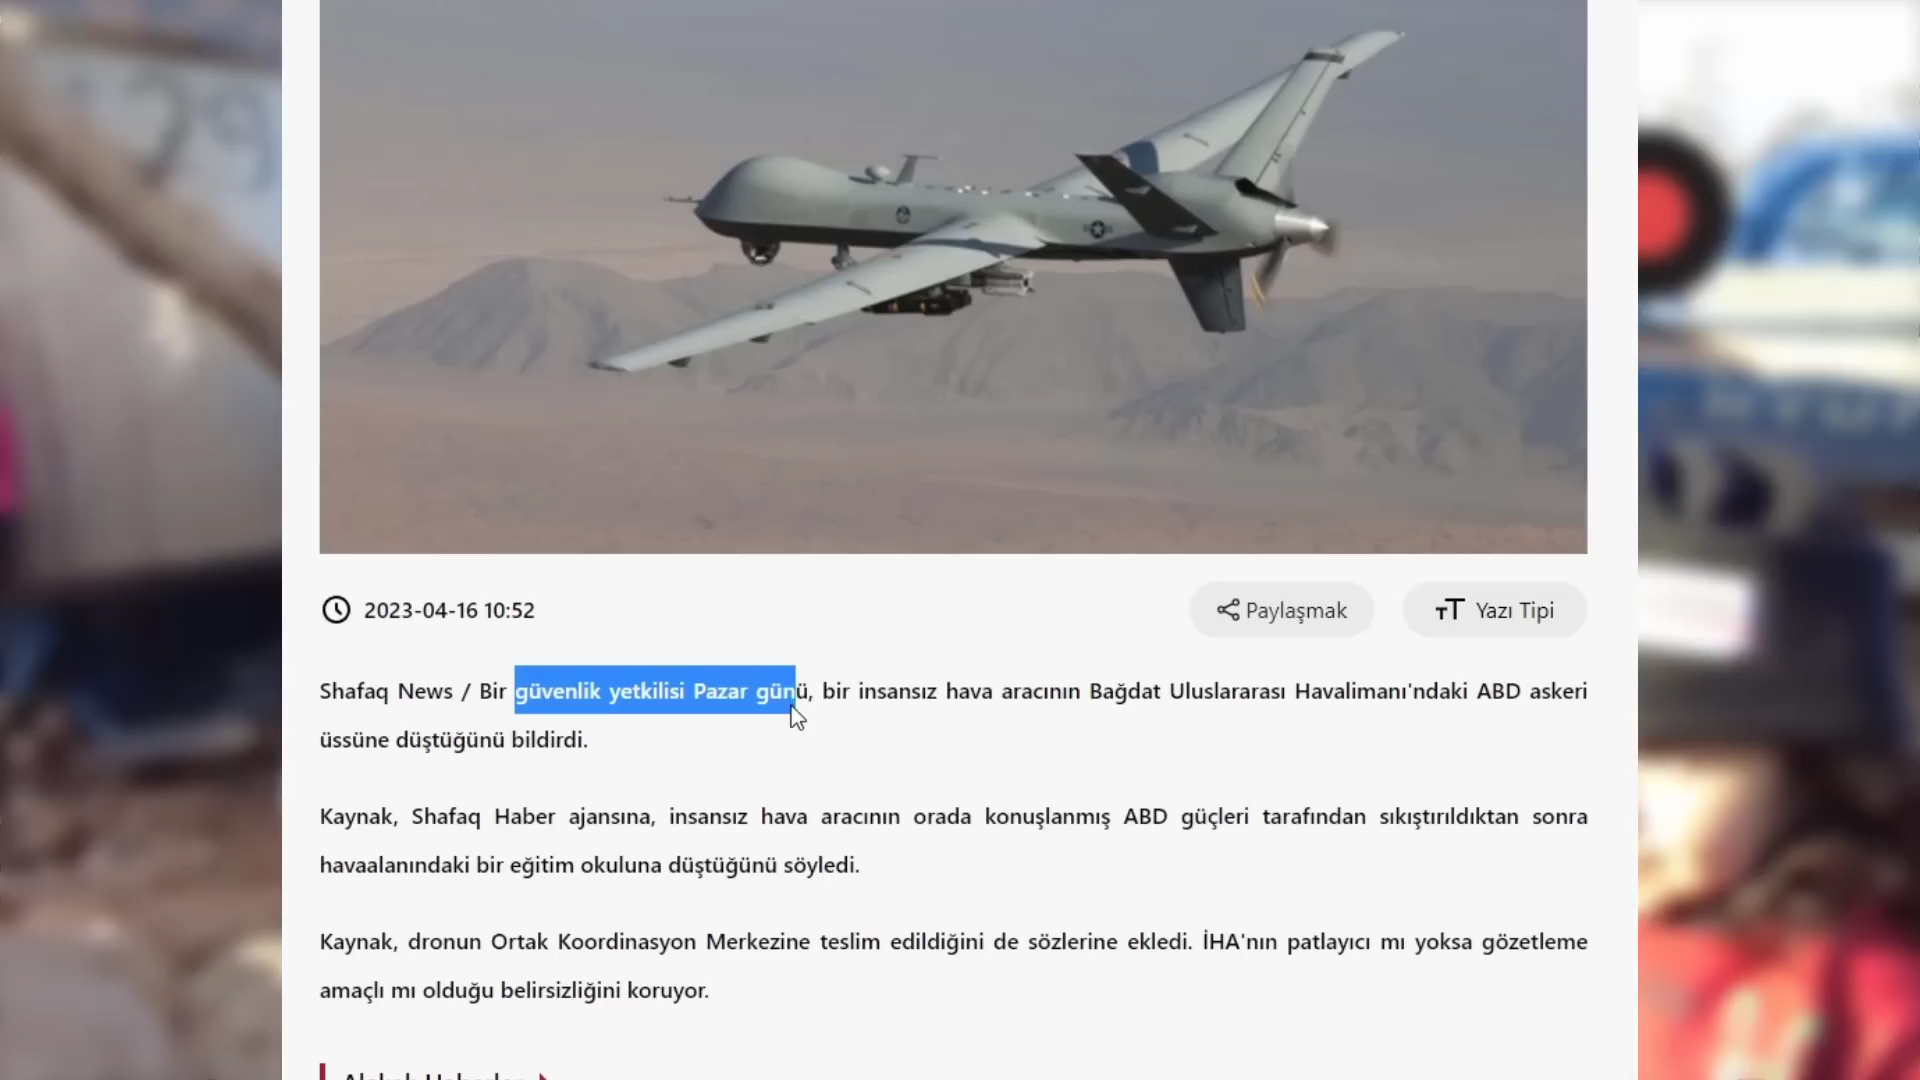 2023-04-16 10:52
Paylaşmak
Yazı Tipi
Shafaq News / Bir güvenlik yetkilisi Pazar günü, bir insansız hava aracının Bağdat Uluslararası Havalimanı'ndaki ABD askeri
üssüne düştüğünü bildirdi.
Kaynak, Shafaq Haber ajansına, insansız hava aracının orada konuşlanmış ABD güçleri tarafından sıkıştırıldıktan sonra
havaalanındaki bir eğitim okuluna düştüğünü söyledi.
Kaynak, dronun Ortak Koordinasyon Merkezine teslim edildiğini de sözlerine ekledi. İHA'nın patlayıcı mı yoksa gözetleme
amaçlı mı olduğu belirsizliğini koruyor.